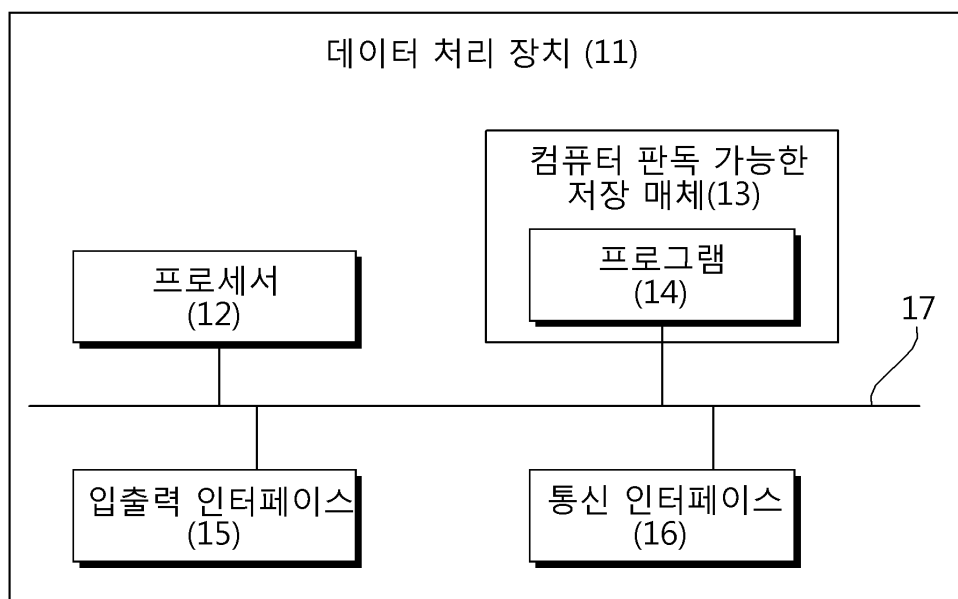 데이터 처리 장치 (11)
컴퓨터 판독 가능한
저장 매체(13)
프로세서
(12)
프로그램
(14)
17
입출력 인터페이스
(15)
통신 인터페이스
(16)